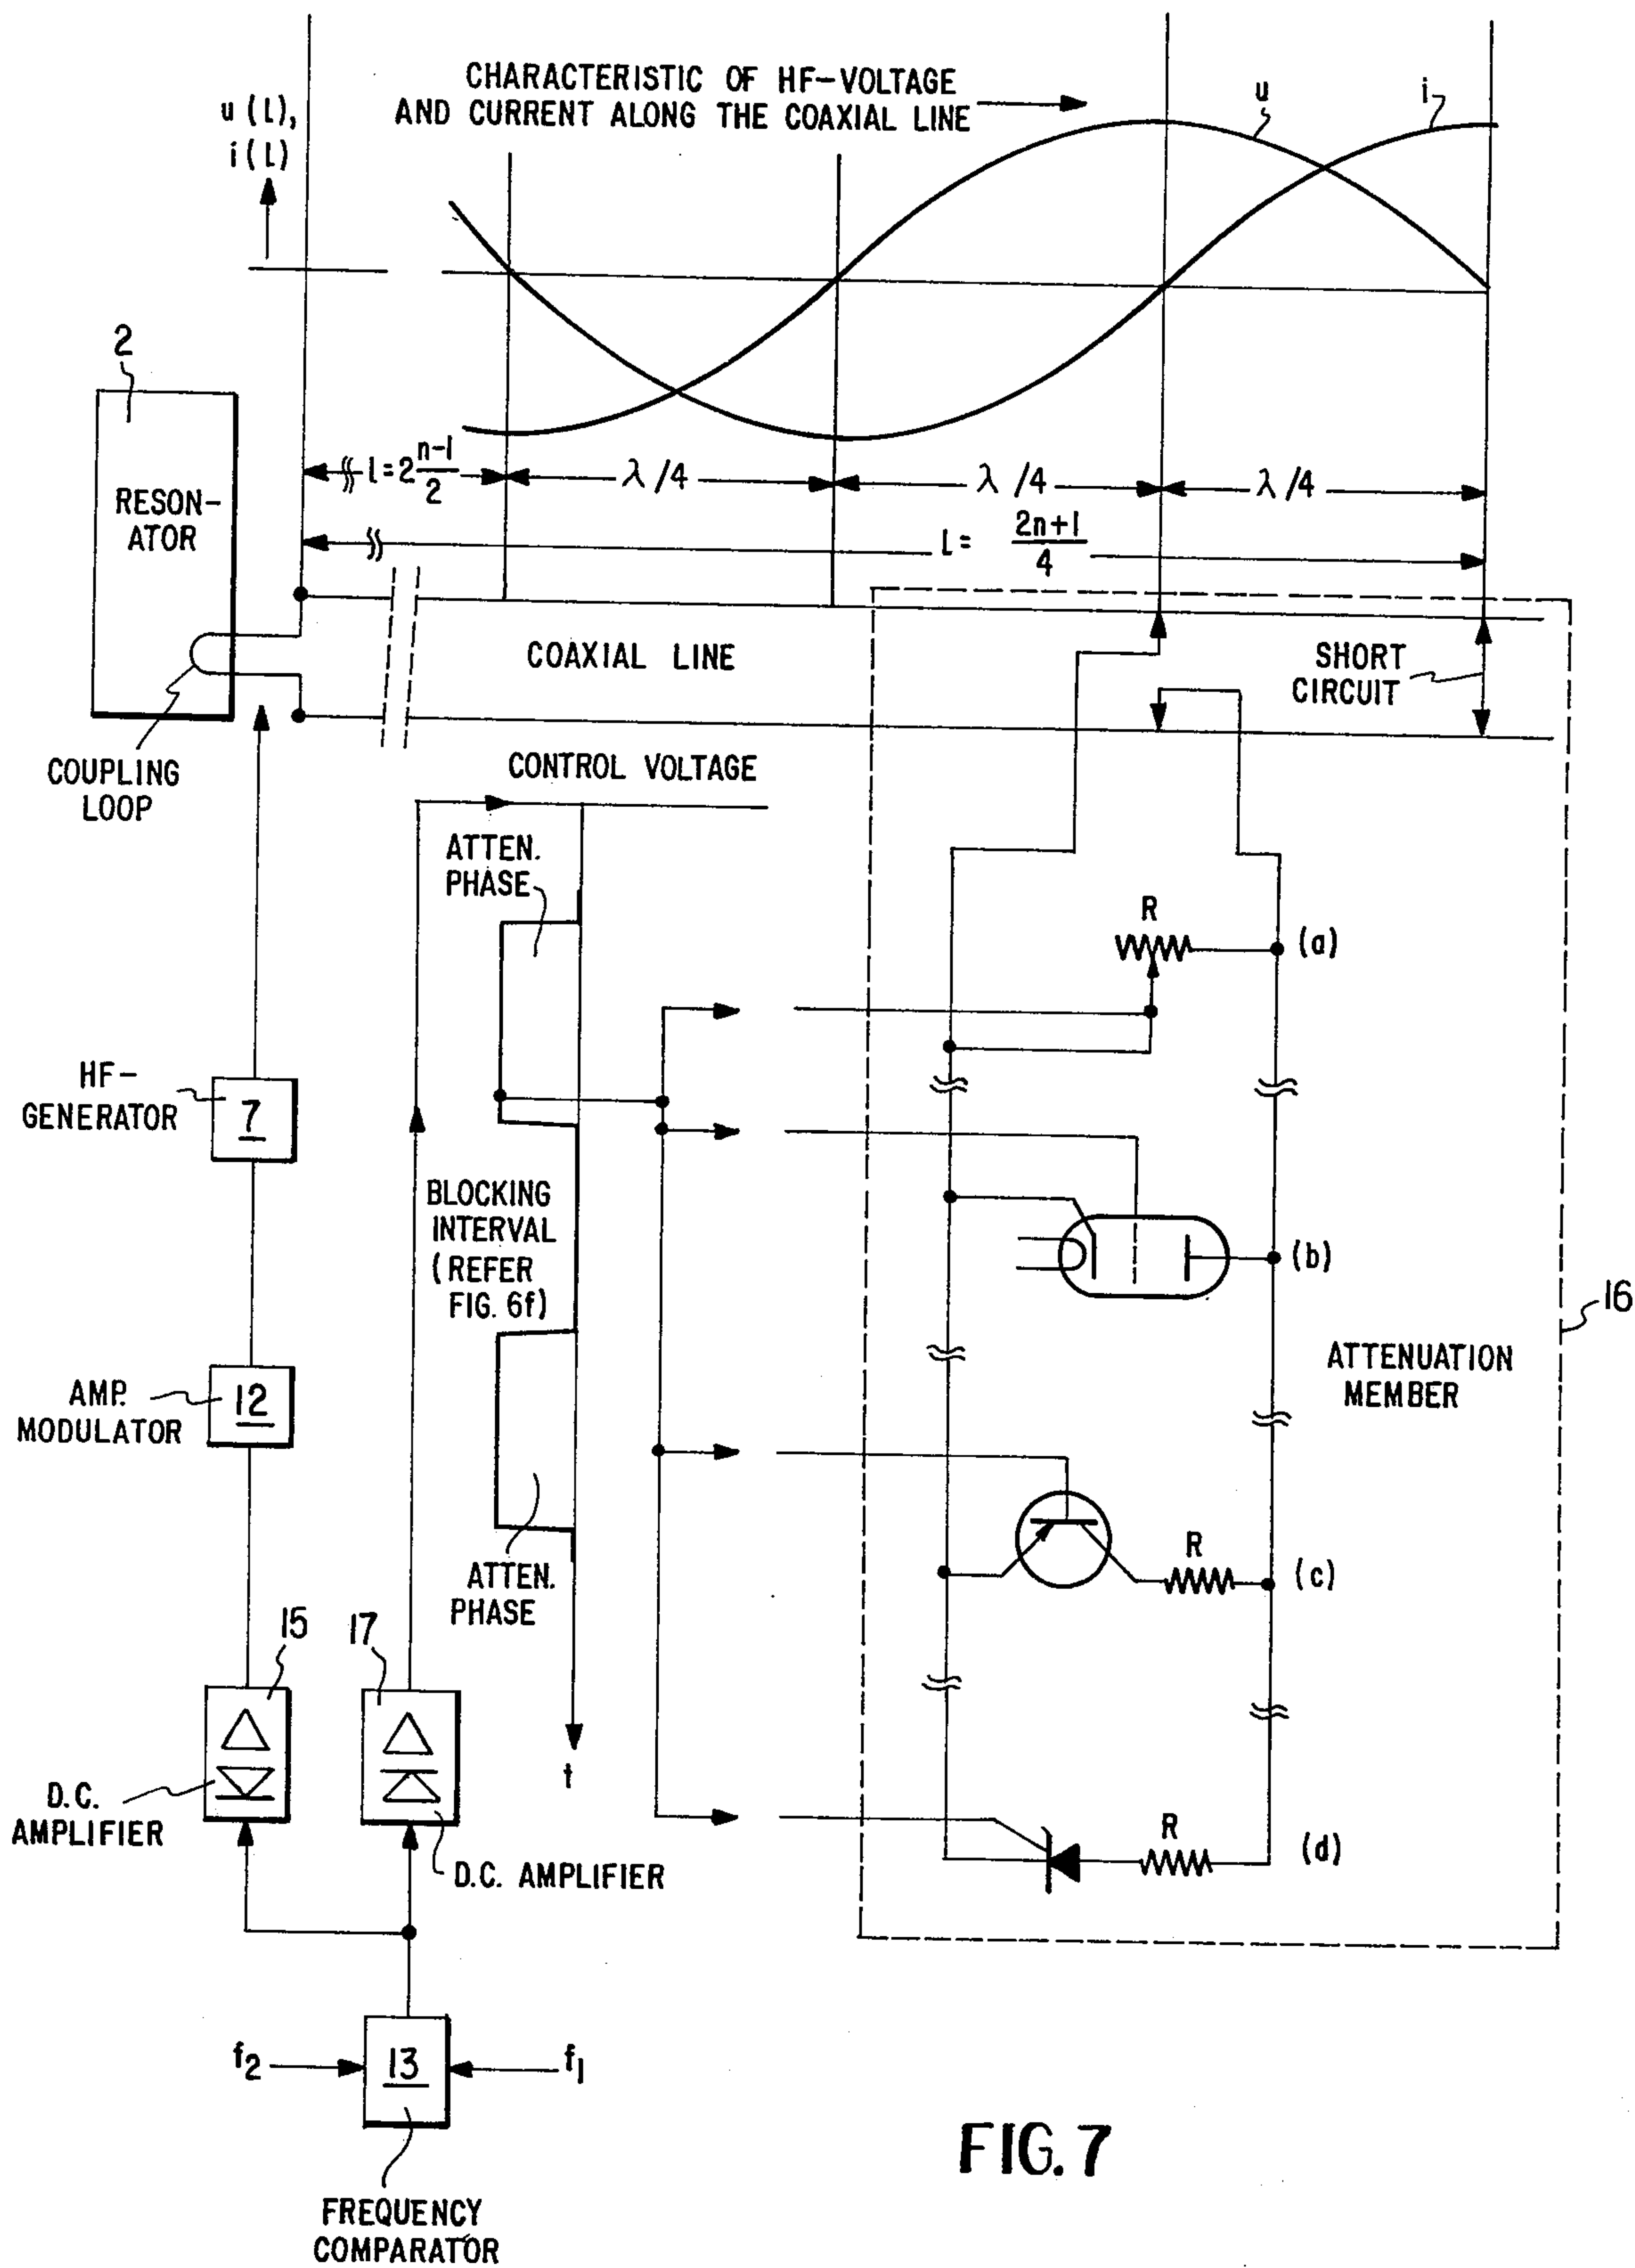 CHARACTERISTIC OF HF-VOLTAGE
AND CURRENT ALONG THE COAXIAL LINE
u (l),
i (l)
u
i
2
RESON-
ATOR
l=2 n-1/2
λ/4
λ/4
λ/4
l= 2n+1/4
COAXIAL LINE
SHORT
CIRCUIT
COUPLING
LOOP
CONTROL VOLTAGE
ATTEN.
PHASE
R
(a)
HF-
GENERATOR
7
BLOCKING
INTERVAL
(REFER
FIG. 6f)
(b)
16
ATTENUATION
MEMBER
AMP.
MODULATOR
12
ATTEN.
PHASE
R
(c)
15
17
t
D.C.
AMPLIFIER
D.C. AMPLIFIER
R
(d)
f2
13
f1
FREQUENCY
COMPARATOR
FIG. 7